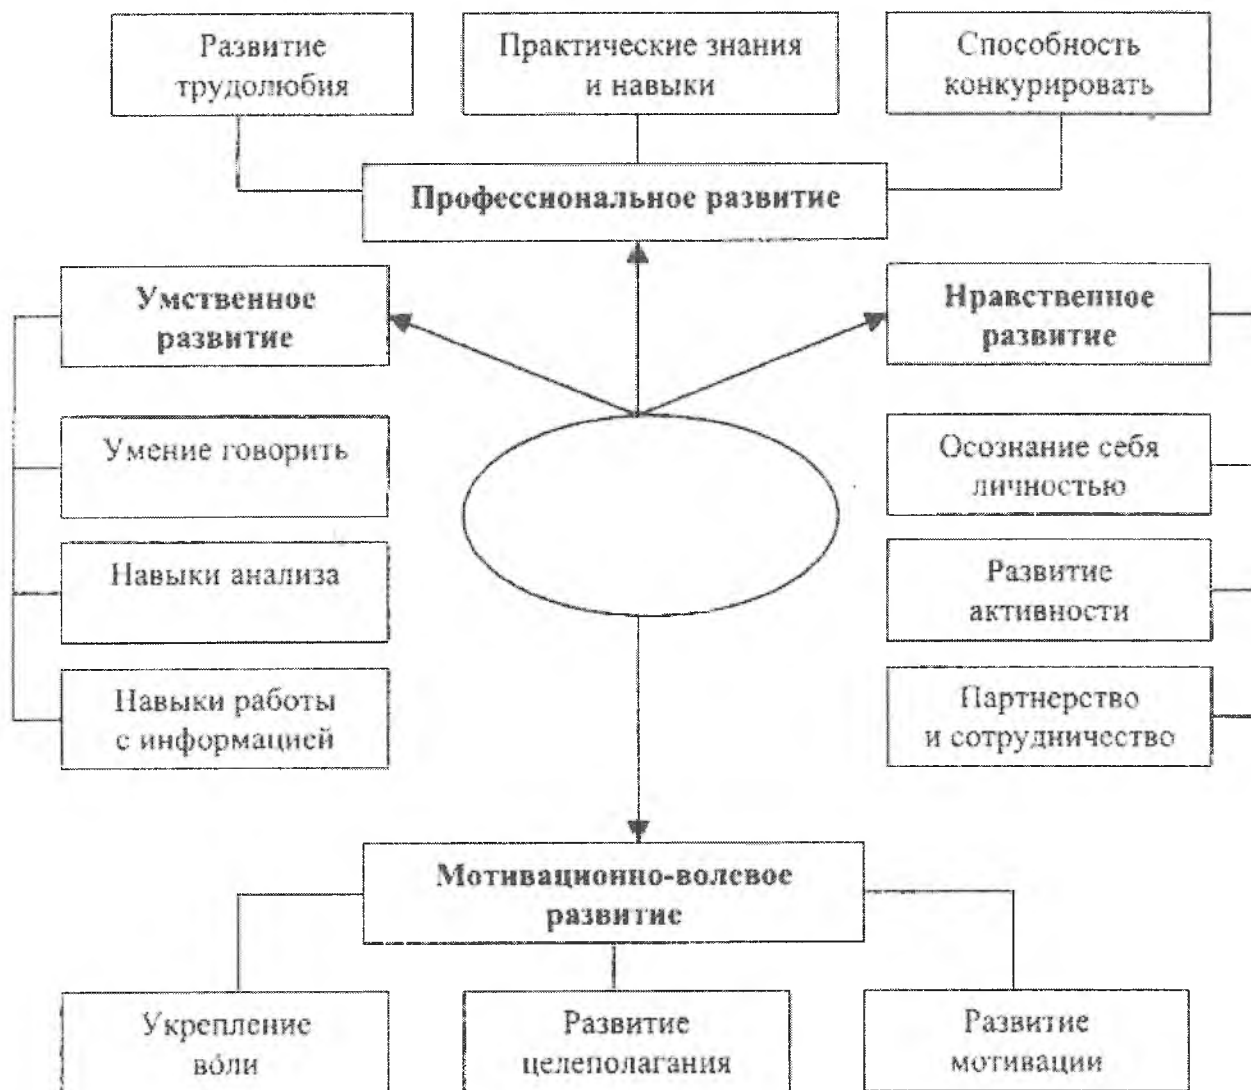 Развитие
трудолюбия
Практические знания
и навыки
Способность
конкурировать
Профессиональное развитие
Умственное
развитие
Нравственное
развитие
Умение говорить
Осознание себя
личностью
Навыки анализа
Развитие
активности
Навыки работы
с информацией
Партнерство
и сотрудничество
Мотивационно-волевое
развитие
Укрепление
воли
Развитие
целеполагания
Развитие
мотивации